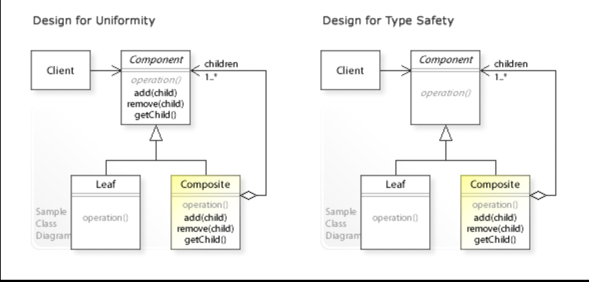 Design for Uniformity
Client
Component
operation()
add(child)
remove(child)
getChild()
children
1..*
Leaf
operation()
Composite
operation()
add(child)
remove(child)
getChild()
Sample
Class
Diagram
Design for Type Safety
Client
Component
operation()
children
1..*
Leaf
operation()
Composite
operation()
add(child)
remove(child)
getChild()
Sample
Class
Diagram